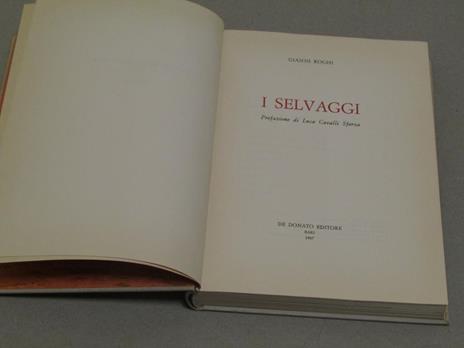 GIANNI ROGHI
I SELVAGGI
Prefazione di Luca Cavalli Sforza
DE DONATO EDITORE
BARI
1967